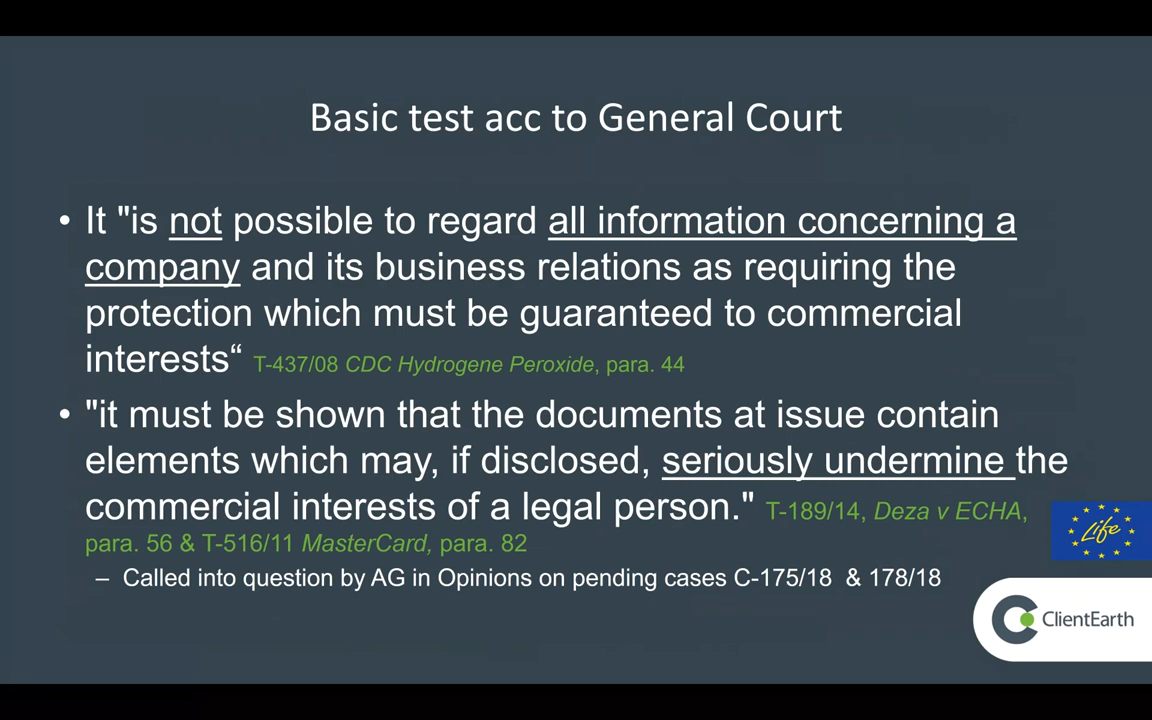 Basic test acc to General Court
• It "is not possible to regard all information concerning a
company and its business relations as requiring the
protection which must be guaranteed to commercial
interests“ T-437/08 CDC Hydrogene Peroxide, para. 44
• "it must be shown that the documents at issue contain
elements which may, if disclosed, seriously undermine the
commercial interests of a legal person." T-189/14, Deza v ECHA,
para. 56 & T-516/11 MasterCard, para. 82
– Called into question by AG in Opinions on pending cases C-175/18 & 178/18
Life
ClientEarth